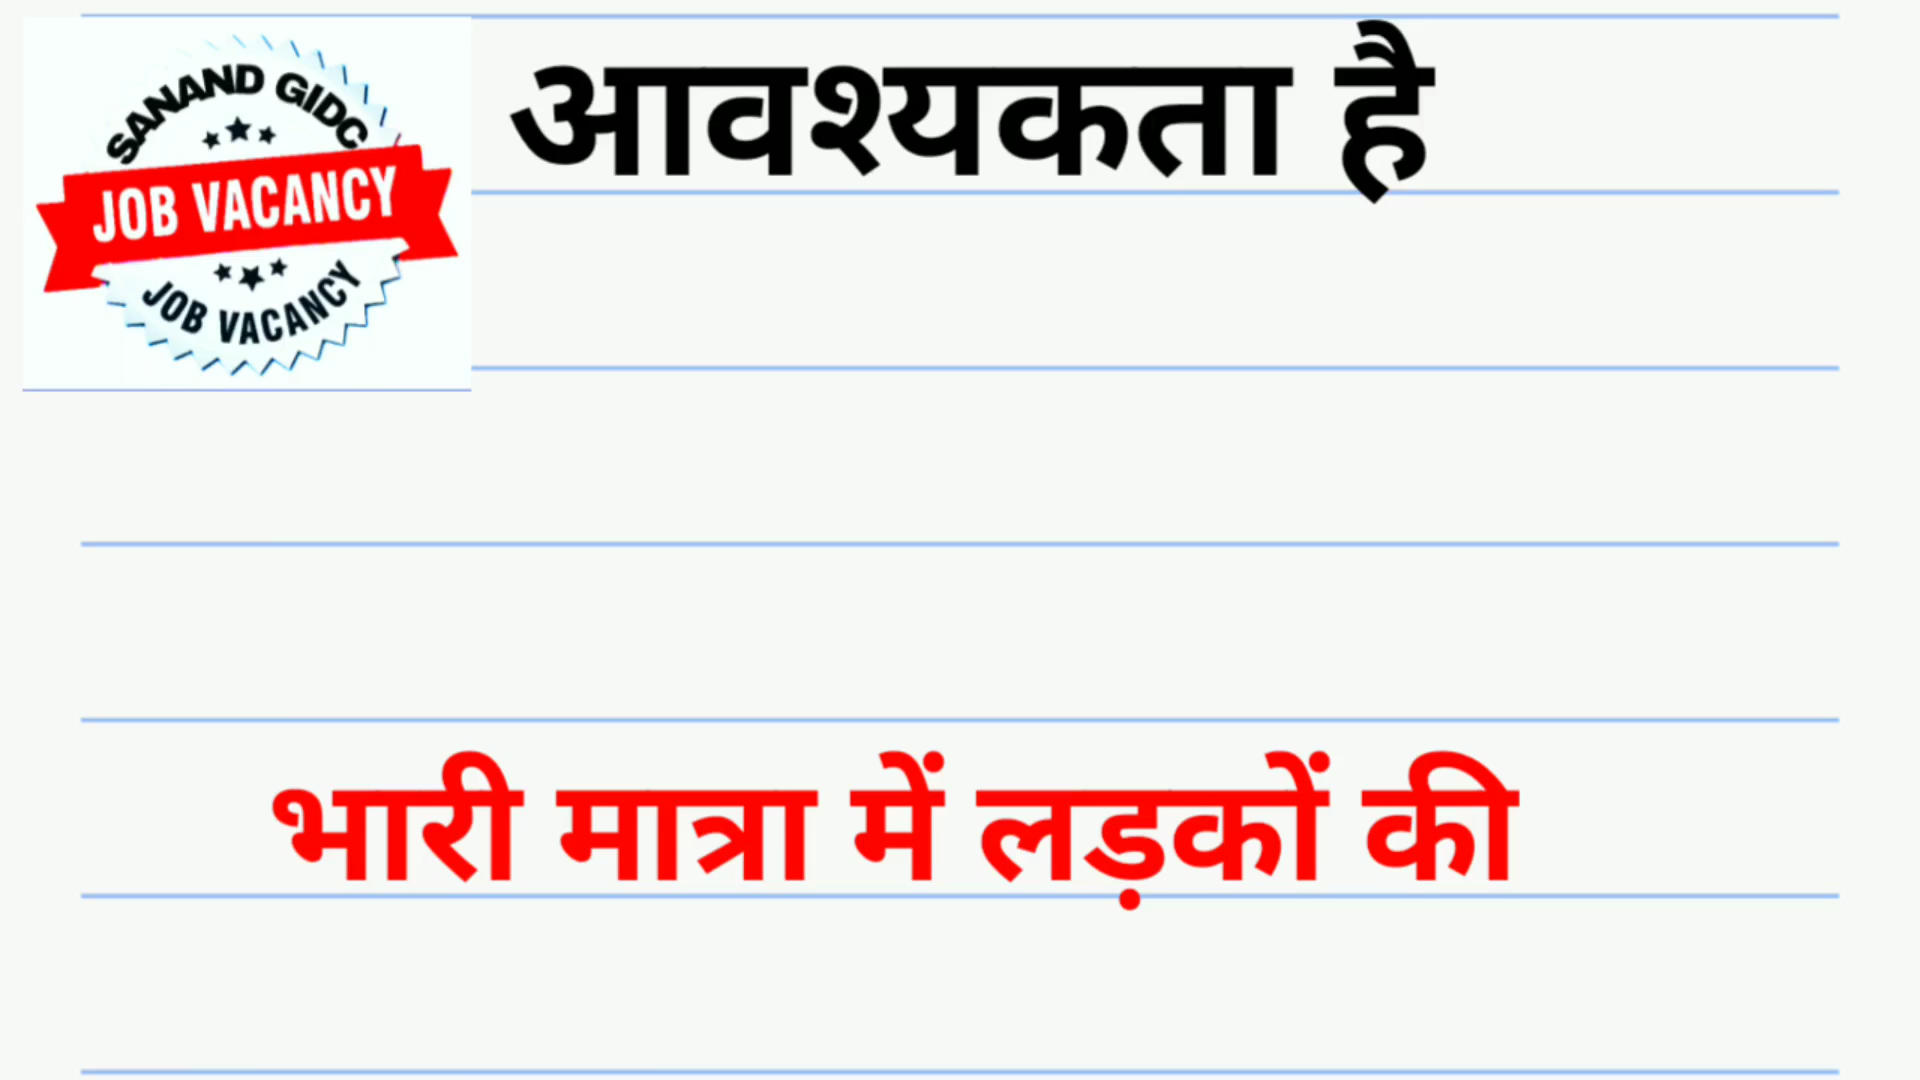 SANAND GIDC
JOB VACANCY
JOB VACANCY
आवश्यकता है
भारी मात्रा में लड़कों की